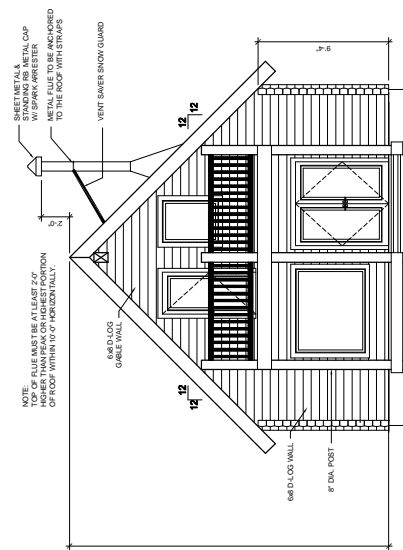 SHEET METAL &
STANDING RB. METAL CAP
W/ SPARK ARRESTER
METAL FLUE TO BE ANCHORED
TO THE ROOF WITH STRAPS
VENT SAVER SNOW GUARD
NOTE:
TOP OF FLUE MUST BE AT LEAST 2'-0"
HIGHER THAN PEAK OR HIGHEST PORTION
OF ROOF WITHIN 10'-0" HORIZONTALLY.
2'-0"
6x8 D-LOG
GABLE WALL
12
12
12
12
9'-4"
6x8 D-LOG WALL
8" DIA. POST